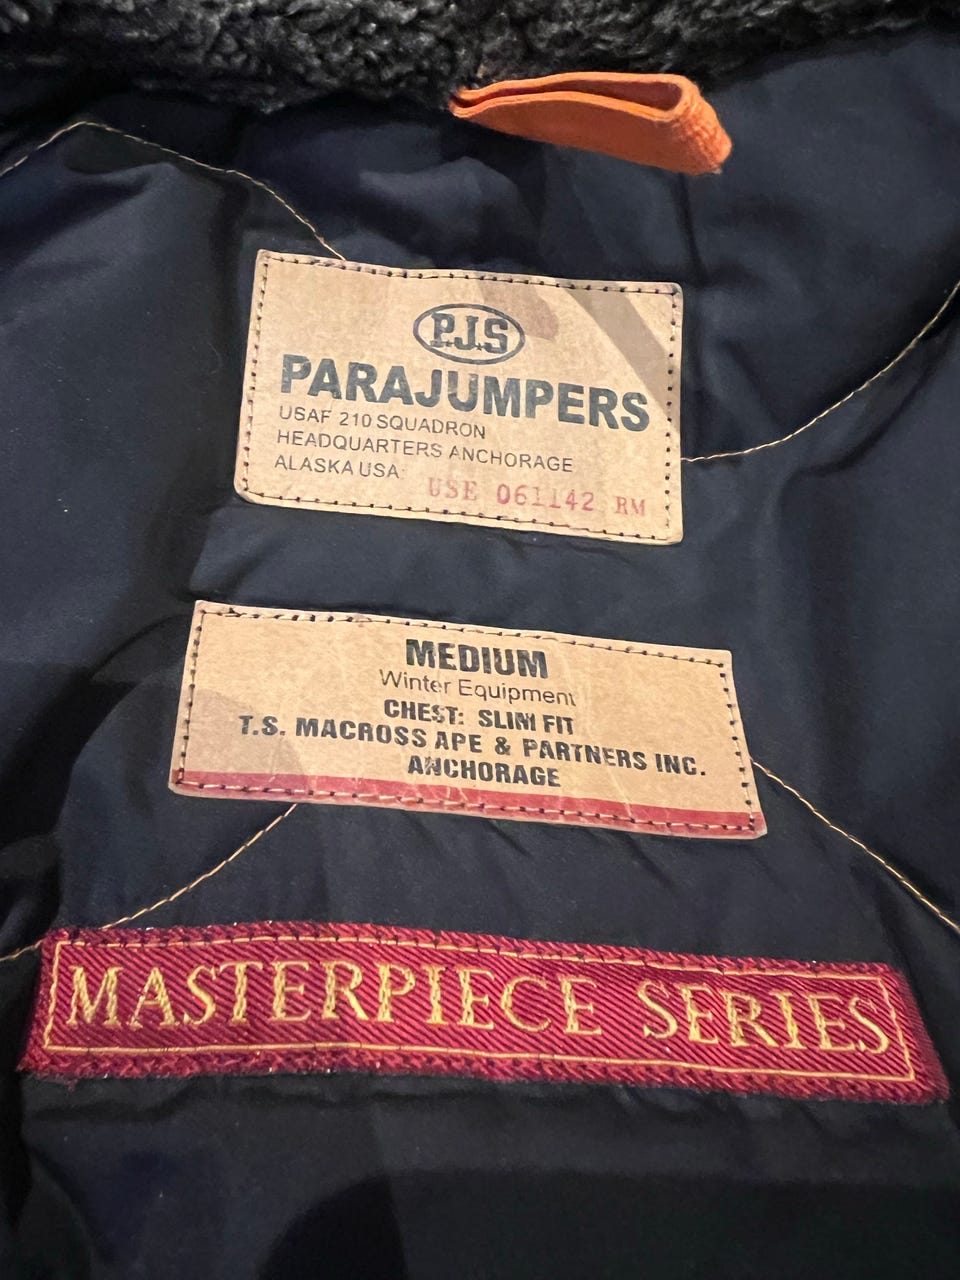 P.J.S
PARAJUMPERS
USAF 210 SQUADRON
HEADQUARTERS ANCHORAGE
ALASKA USA:
USE 061142 RM
MEDIUM
Winter Equipment
CHEST: SLIM FIT
T.S. MACROSS APE & PARTNERS INC.
ANCHORAGE
MASTERPIECE SERIES